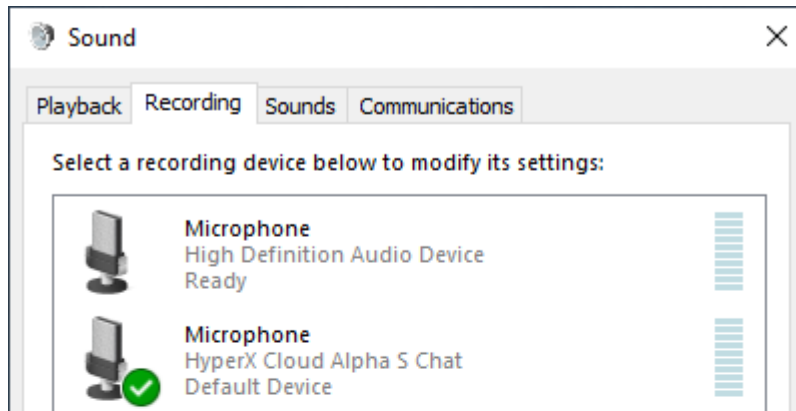 Sound
Playback Recording Sounds Communications
Select a recording device below to modify its settings:
Microphone
High Definition Audio Device
Ready
Microphone
HyperX Cloud Alpha S Chat
Default Device